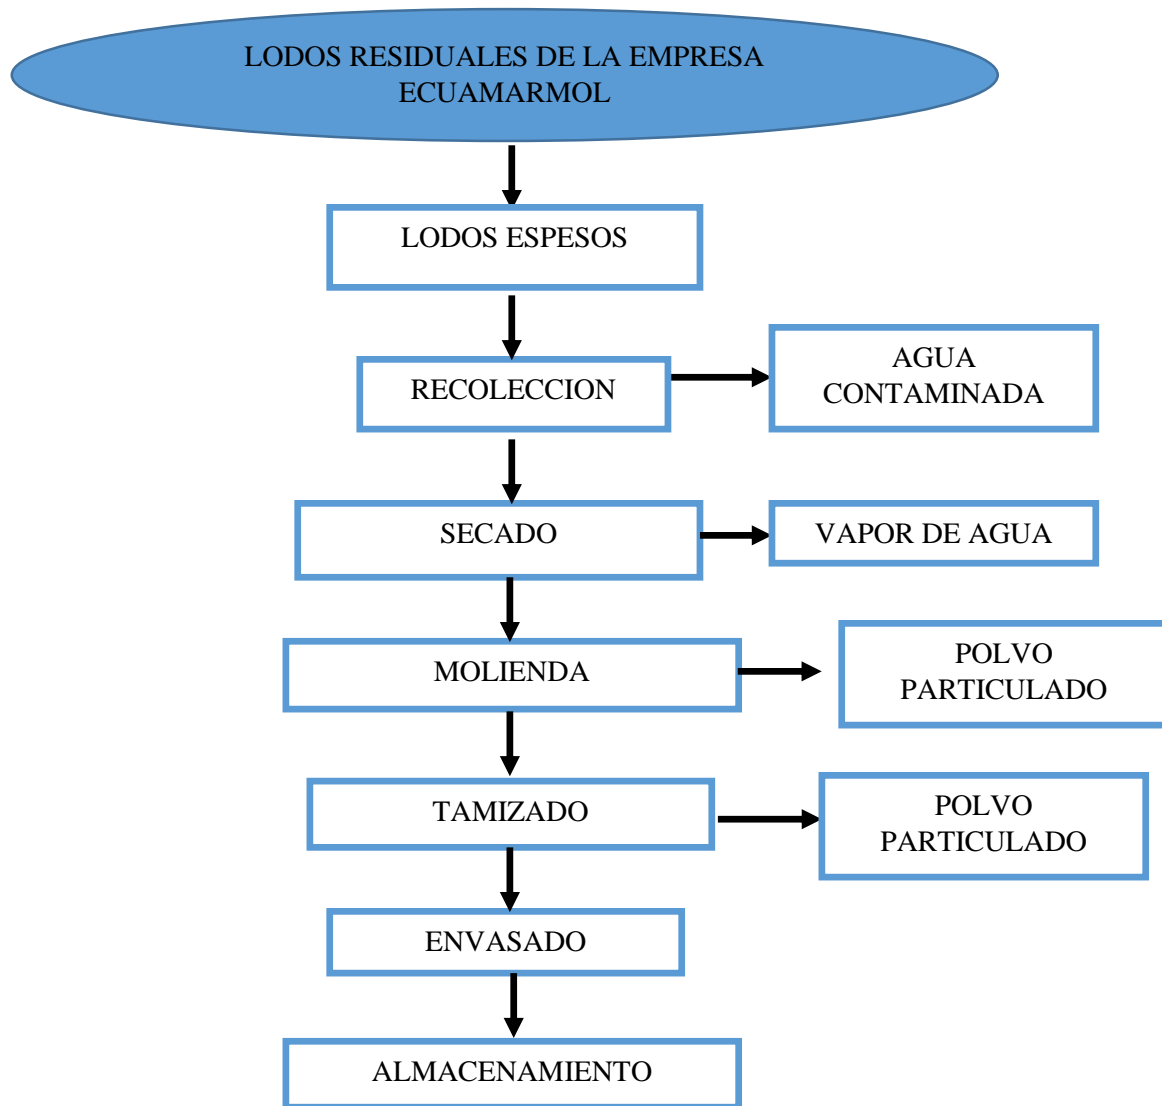 LODOS RESIDUALES DE LA EMPRESA
ECUAMARMOL
LODOS ESPESOS
RECOLECCION
AGUA
CONTAMINADA
SECADO
VAPOR DE AGUA
MOLIENDA
POLVO
PARTICULADO
TAMIZADO
POLVO
PARTICULADO
ENVASADO
ALMACENAMIENTO